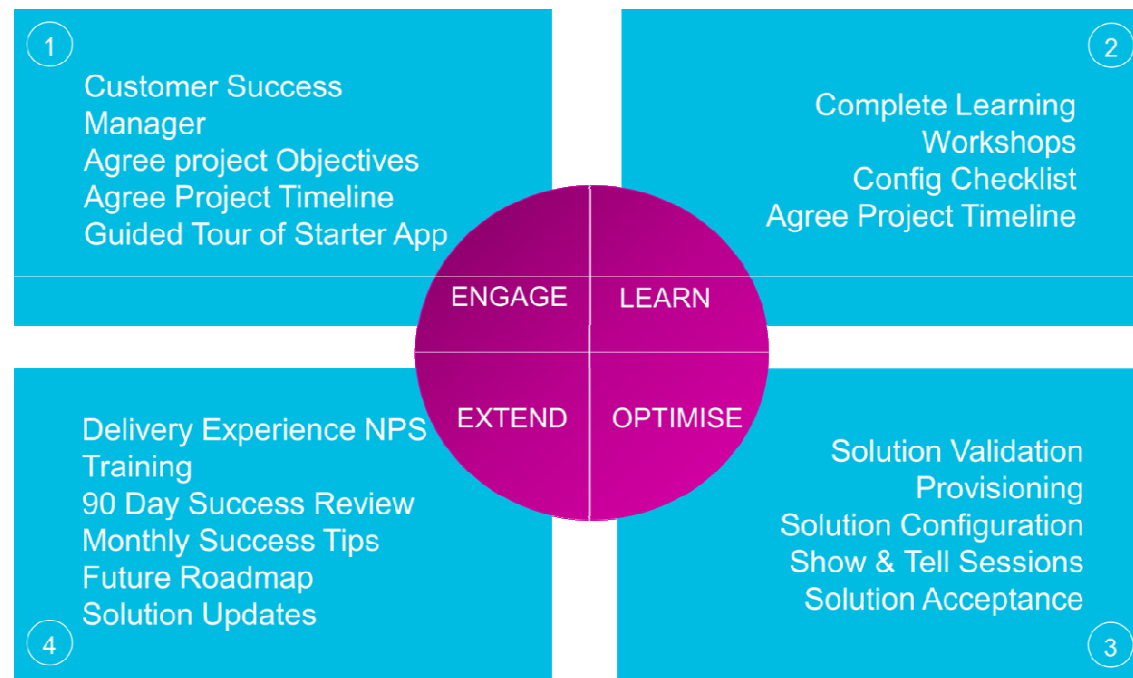 1
Customer Success
Manager
Agree project Objectives
Agree Project Timeline
Guided Tour of Starter App
2
Complete Learning
Workshops
Config Checklist
Agree Project Timeline
ENGAGE
LEARN
EXTEND
OPTIMISE
Solution Validation
Provisioning
Solution Configuration
Show & Tell Sessions
Solution Acceptance
3
Delivery Experience NPS
Training
90 Day Success Review
Monthly Success Tips
Future Roadmap
Solution Updates
4